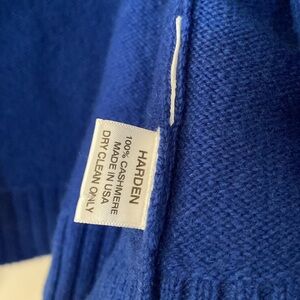 HARDEN
100% CASHMERE
MADE IN USA
DRY CLEAN ONLY